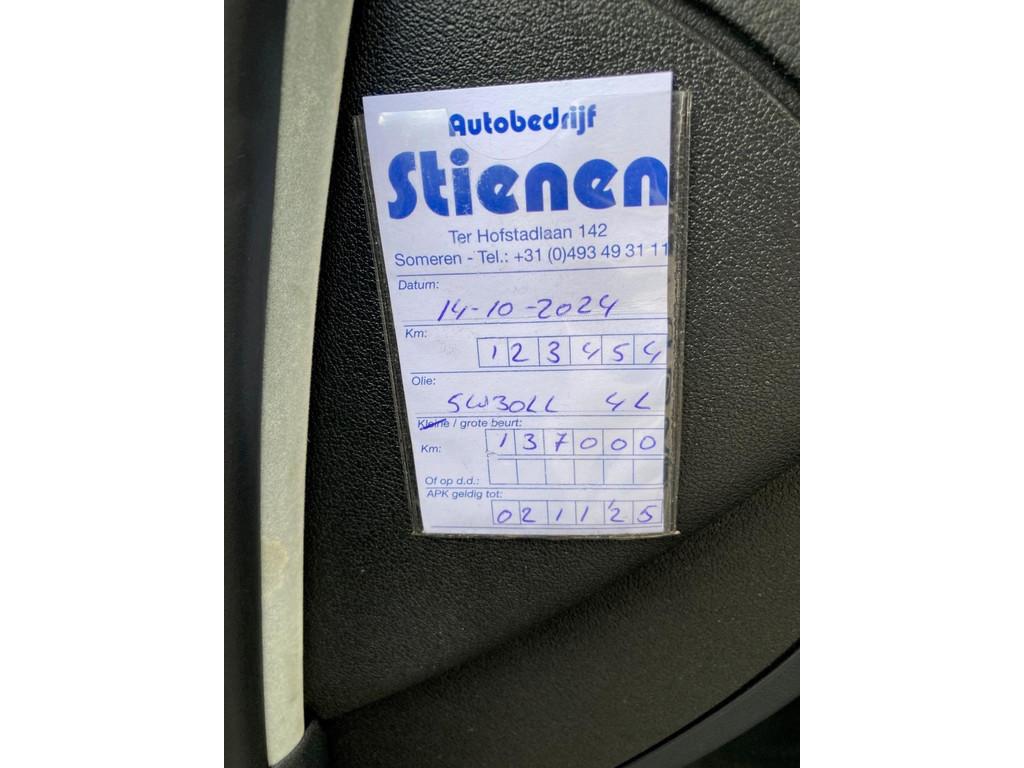 Autobedrijf
Stienen
Ter Hofstadlaan 142
Someren - Tel.: +31 (0)493 49 31 11
Datum:
14-10-2024
Km:
123454
Olie:
5W30LL 4L
Kleine / grote beurt:
Km: 137000
Of op d.d.:
APK geldig tot:
021125